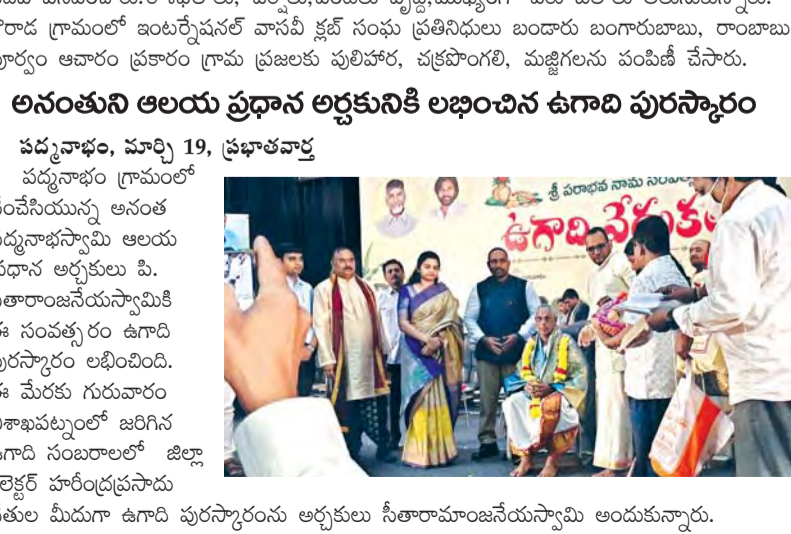 గ్రామంలో ఇంటర్నేషనల్ వాసవీ క్లబ్ సంఘ ప్రతినిధులు బండారు బంగారుబాబు, రాంబాబు
ఆచారం ప్రకారం గ్రామ ప్రజలకు పులిహార, చక్రపొంగలి, మజ్జిగలను పంపిణీ చేసారు.
అనంతుని ఆలయ ప్రధాన అర్చకునికి లభించిన ఉగాది పురస్కారం
పద్మనాభం, మార్చి 19, ప్రభాతవార్త
పద్మనాభం గ్రామంలో
వేంచేసియున్న అనంత
పద్మనాభస్వామి ఆలయ
ప్రధాన అర్చకులు పి.
సీతారాంజనేయస్వామికి
ఈ సంవత్సరం ఉగాది
పురస్కారం లభించింది.
ఈ మేరకు గురువారం
విశాఖపట్నంలో జరిగిన
ఉగాది సంబరాలలో జిల్లా
కలెక్టర్ హరీంద్రప్రసాదు
చేతుల మీదుగా ఉగాది పురస్కారంను అర్చకులు సీతారామాంజనేయస్వామి అందుకున్నారు.
శ్రీ పరాభవ నామ
ఉగాది